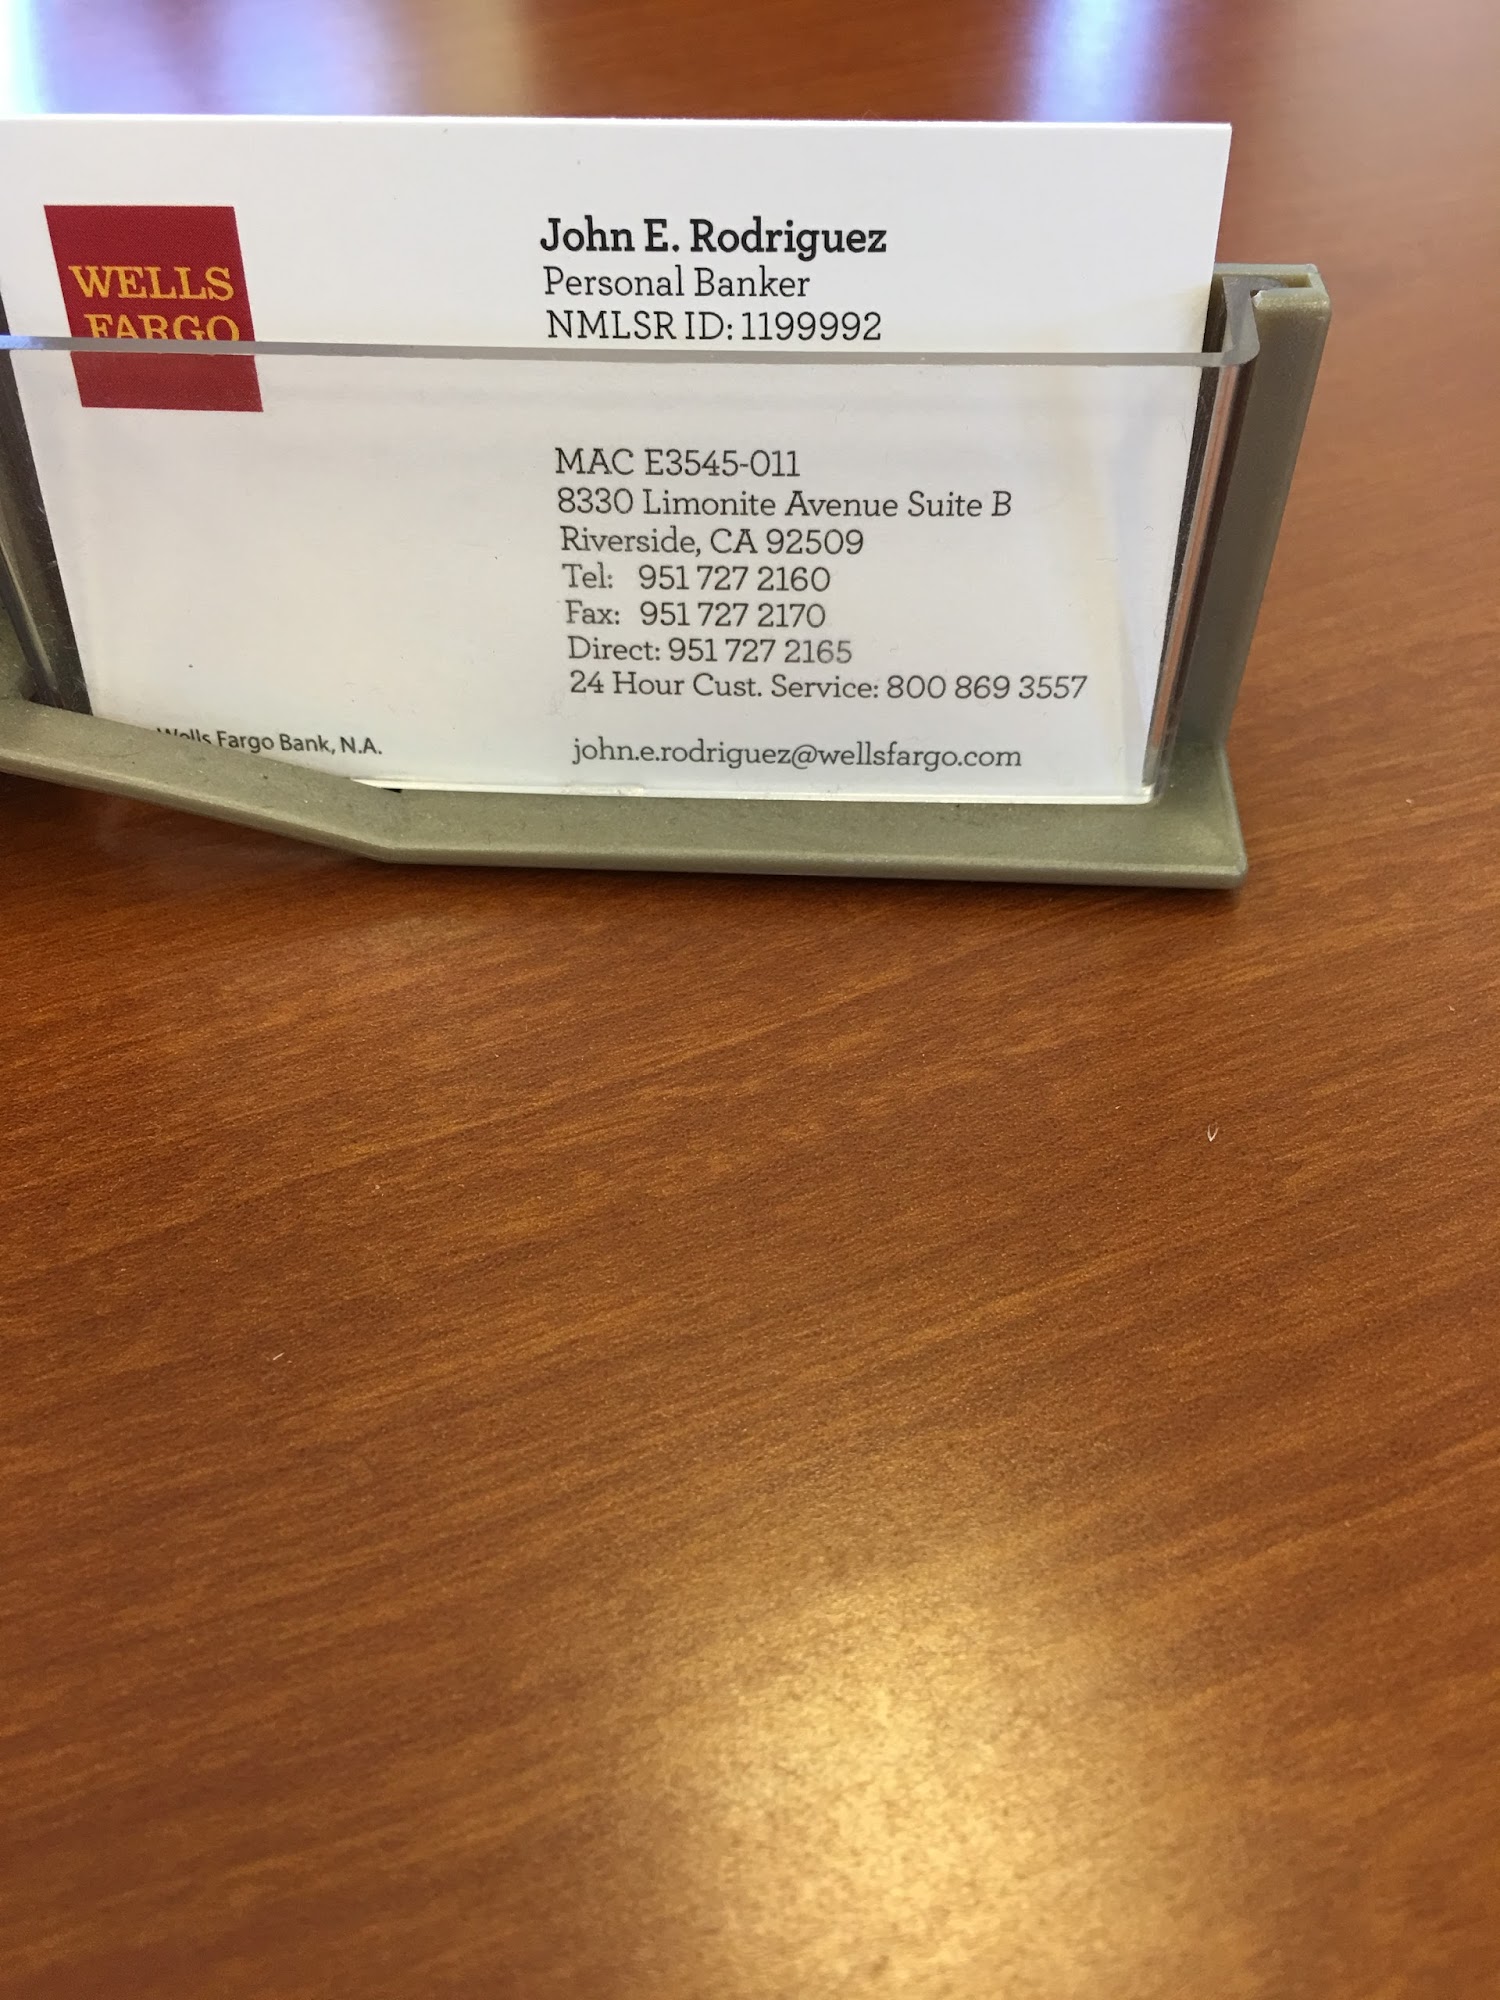 WELLS
FARGO
John E. Rodriguez
Personal Banker
NMLSR ID: 1199992
MAC E3545-011
8330 Limonite Avenue Suite B
Riverside, CA 92509
Tel: 951 727 2160
Fax: 951 727 2170
Direct: 951 727 2165
24 Hour Cust. Service: 800 869 3557
john.e.rodriguez@wellsfargo.com
Wells Fargo Bank, N.A.